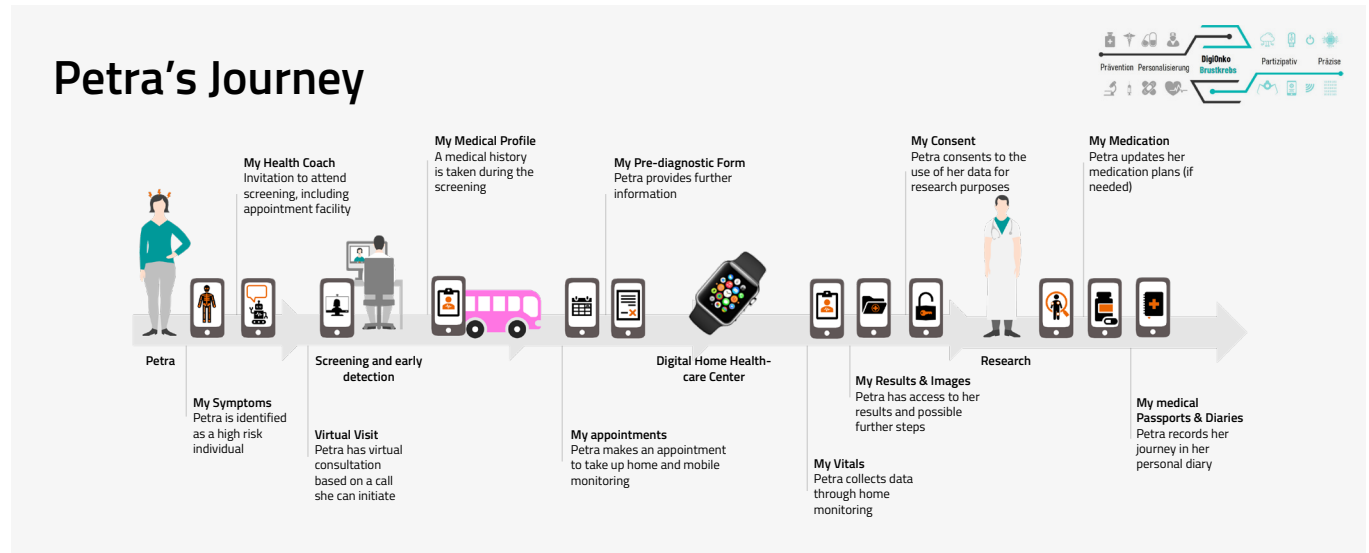 Petra's Journey
Prävention Personalisierung
DigiOnko
Brustkrebs
Partizipativ Präzise
My Health Coach
Invitation to attend
screening, including
appointment facility
My Medical Profile
A medical history
is taken during the
screening
My Pre-diagnostic Form
Petra provides further
information
My Consent
Petra consents to the
use of her data for
research purposes
My Medication
Petra updates her
medication plans (if
needed)
Petra
Screening and early
detection
Digital Home Health-
care Center
Research
My Symptoms
Petra is identified
as a high risk
individual
Virtual Visit
Petra has virtual
consultation
based on a call
she can initiate
My appointments
Petra makes an appointment
to take up home and mobile
monitoring
My Vitals
Petra collects data
through home
monitoring
My Results & Images
Petra has access to her
results and possible
further steps
My medical
Passports & Diaries
Petra records her
journey in her
personal diary